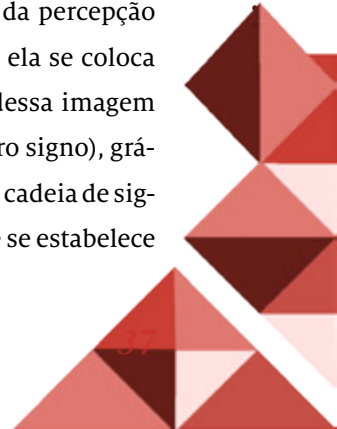 da percepção
ela se coloca
dessa imagem
ro signo), grá-
cadeia de sig-
se estabelece
37